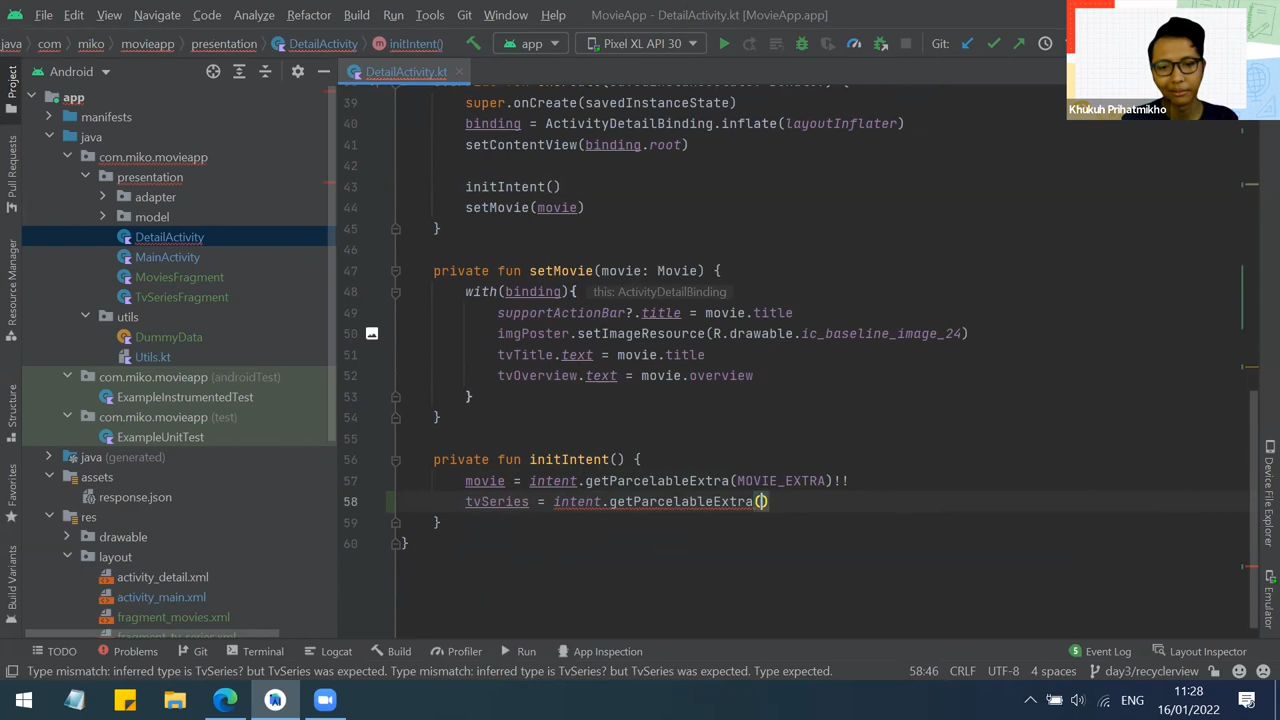 File Edit View Navigate Code Analyze Refactor Build Run Tools Git Window Help MovieApp - DetailActivity.kt [MovieApp.app]
java com miko movieapp presentation DetailActivity initIntent() app Pixel XL API 30 Git:
Android
DetailActivity.kt
Project
Pull Requests
Resource Manager
Structure
Favorites
Build Variants
app
manifests
java
com.miko.movieapp
presentation
adapter
model
DetailActivity
MainActivity
MoviesFragment
TvSeriesFragment
utils
DummyData
Utils.kt
com.miko.movieapp (androidTest)
ExampleInstrumentedTest
com.miko.movieapp (test)
ExampleUnitTest
java (generated)
assets
response.json
res
drawable
layout
activity_detail.xml
activity_main.xml
fragment_movies.xml
fragment_tv_series.xml
39 super.onCreate(savedInstanceState)
40 binding = ActivityDetailBinding.inflate(layoutInflater)
41 setContentView(binding.root)
42
43 initIntent()
44 setMovie(movie)
45 }
46
47 private fun setMovie(movie: Movie) {
48 with(binding){ this: ActivityDetailBinding
49 supportActionBar?.title = movie.title
50 imgPoster.setImageResource(R.drawable.ic_baseline_image_24)
51 tvTitle.text = movie.title
52 tvOverview.text = movie.overview
53 }
54 }
55
56 private fun initIntent() {
57 movie = intent.getParcelableExtra(MOVIE_EXTRA)!!
58 tvSeries = intent.getParcelableExtra()
59 }
60 }
Khukuh Prihatmikho
Device File Explorer
Emulator
TODO Problems Git Terminal Logcat Build Profiler Run App Inspection 5 Event Log Layout Inspector
Type mismatch: inferred type is TvSeries? but TvSeries was expected. Type mismatch: inferred type is TvSeries? but TvSeries was expected 58:46 CRLF UTF-8 4 spaces day3/recyclerview
ENG
11:28
16/01/2022